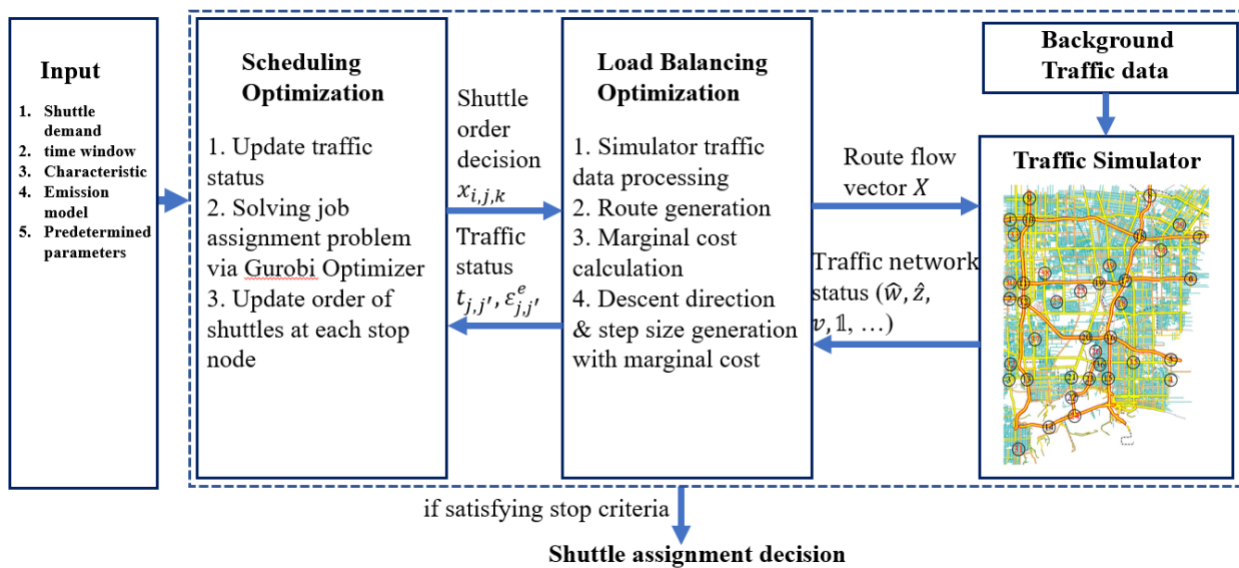 Input
1. Shuttle
demand
2. time window
3. Characteristic
4. Emission
model
5. Predetermined
parameters
Scheduling
Optimization
1. Update traffic
status
2. Solving job
assignment problem
via Gurobi Optimizer
3. Update order of
shuttles at each stop
node
Shuttle
order
decision
𝑥𝑖,𝑗,𝑘
Traffic
status
𝑡𝑗,𝑗′, 𝜀ᵉ𝑗,𝑗′
Load Balancing
Optimization
1. Simulator traffic
data processing
2. Route generation
3. Marginal cost
calculation
4. Descent direction
& step size generation
with marginal cost
Route flow
vector 𝑋
Traffic network
status (ŵ, ẑ,
𝑣, 𝟙, …)
Background
Traffic data
Traffic Simulator
if satisfying stop criteria
Shuttle assignment decision